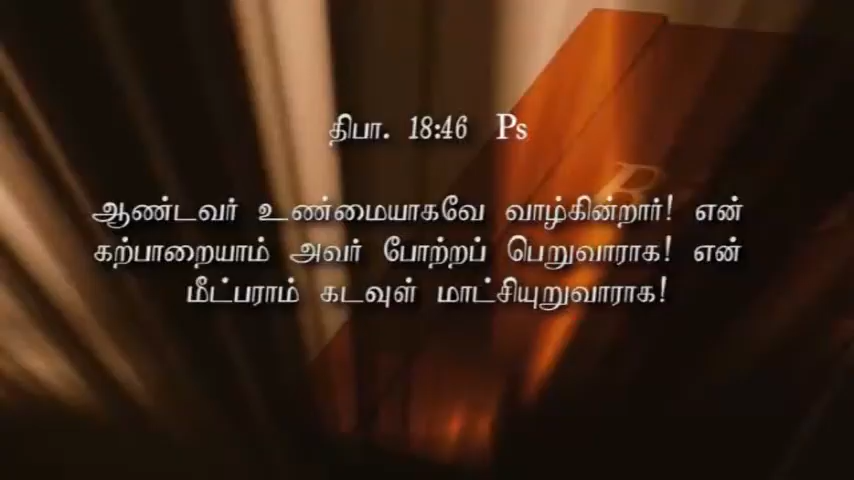 திபா. 18:46 Ps
ஆண்டவர் உண்மையாகவே வாழ்கின்றார்! என்
கற்பாறையாம் அவர் போற்றப் பெறுவாராக! என்
மீட்பராம் கடவுள் மாட்சியுறுவாராக!